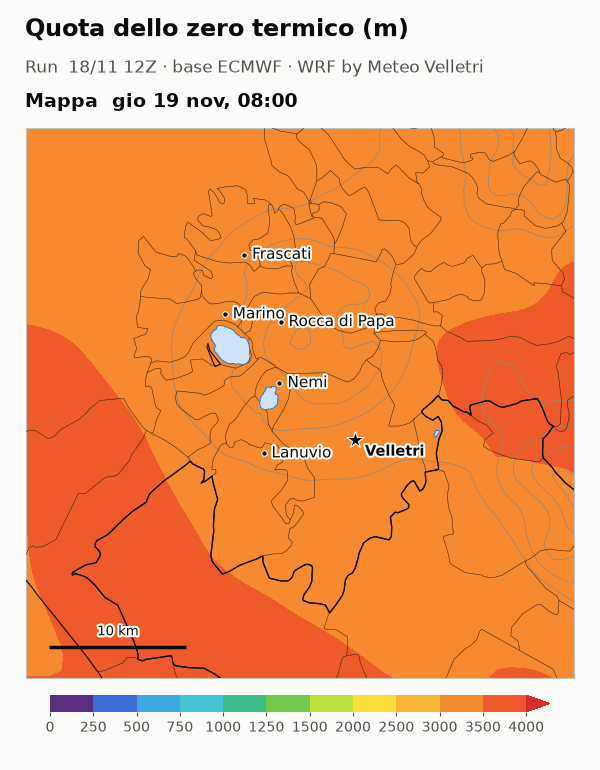 Quota dello zero termico (m)
Run  18/11 12Z · base ECMWF · WRF by Meteo Velletri
Mappa  gio 19 nov, 08:00
Frascati
Marino
Rocca di Papa
Nemi
Velletri
Lanuvio
10 km
0 250 500 750 1000 1250 1500 2000 2500 3000 3500 4000